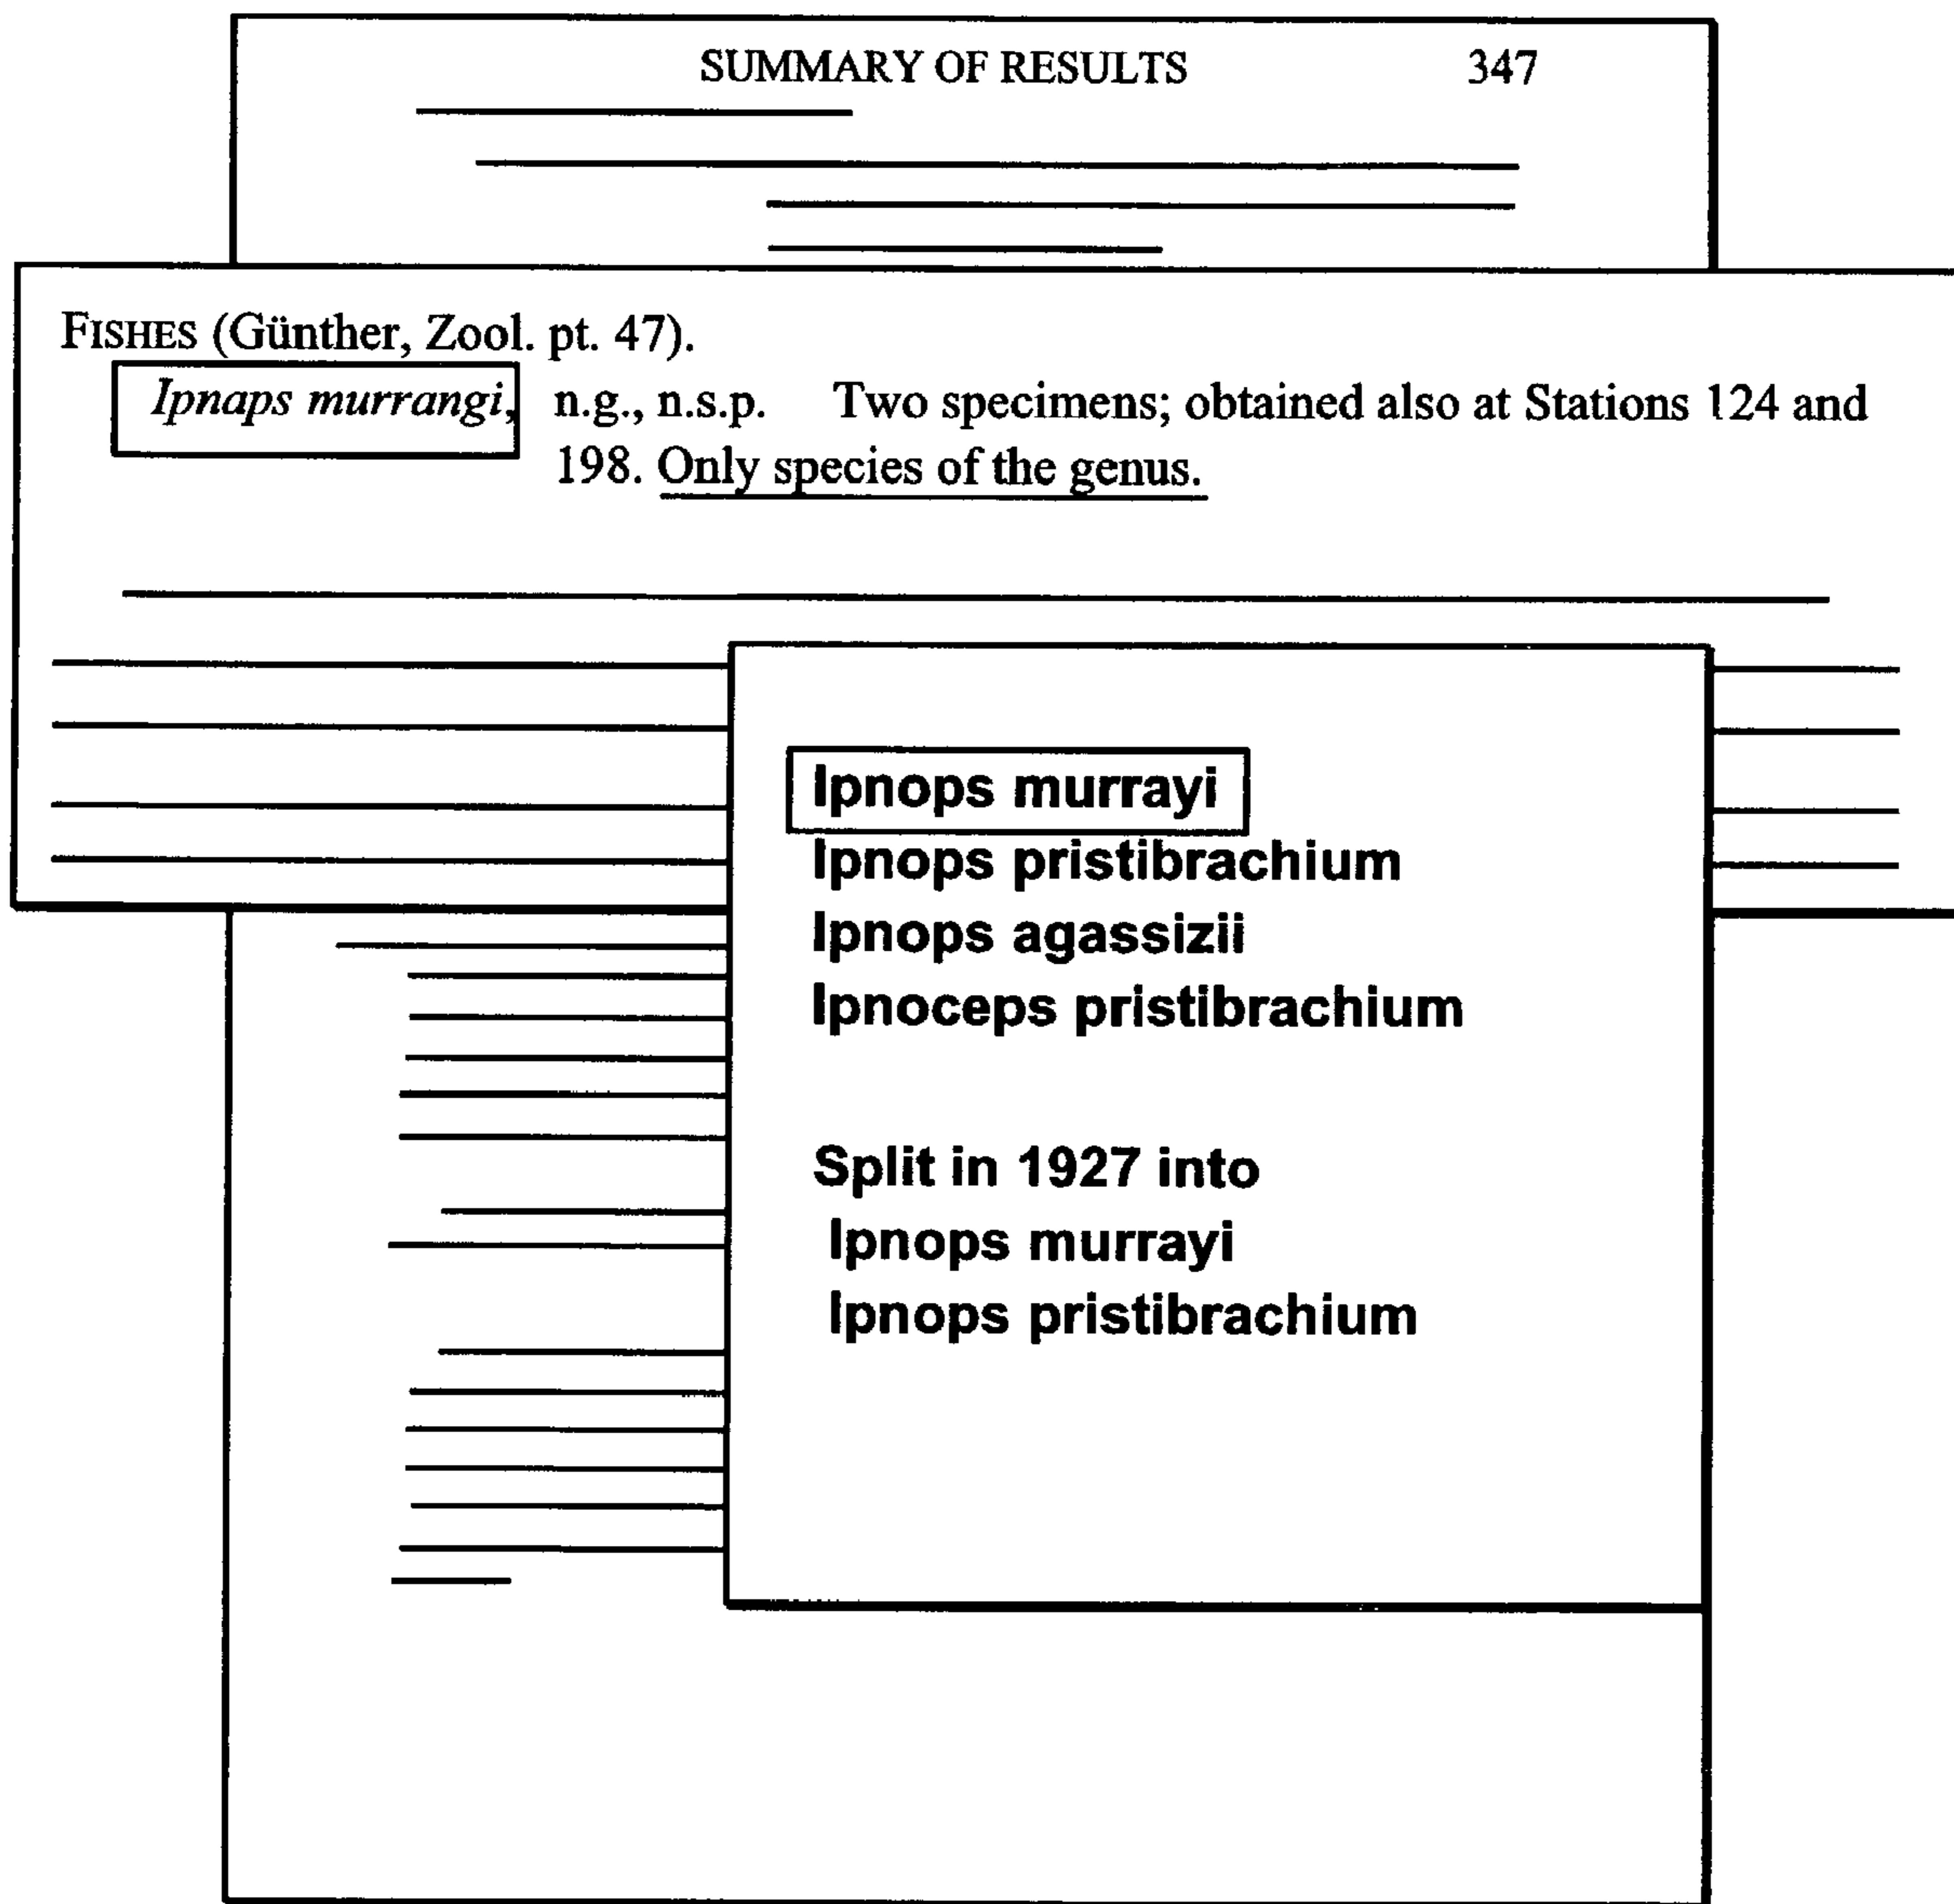 SUMMARY OF RESULTS 347
FISHES (Günther, Zool. pt. 47).
Ipnaps murrangi, n.g., n.s.p. Two specimens; obtained also at Stations 124 and
198. Only species of the genus.
Ipnops murrayi
Ipnops pristibrachium
Ipnops agassizii
Ipnoceps pristibrachium
Split in 1927 into
Ipnops murrayi
Ipnops pristibrachium